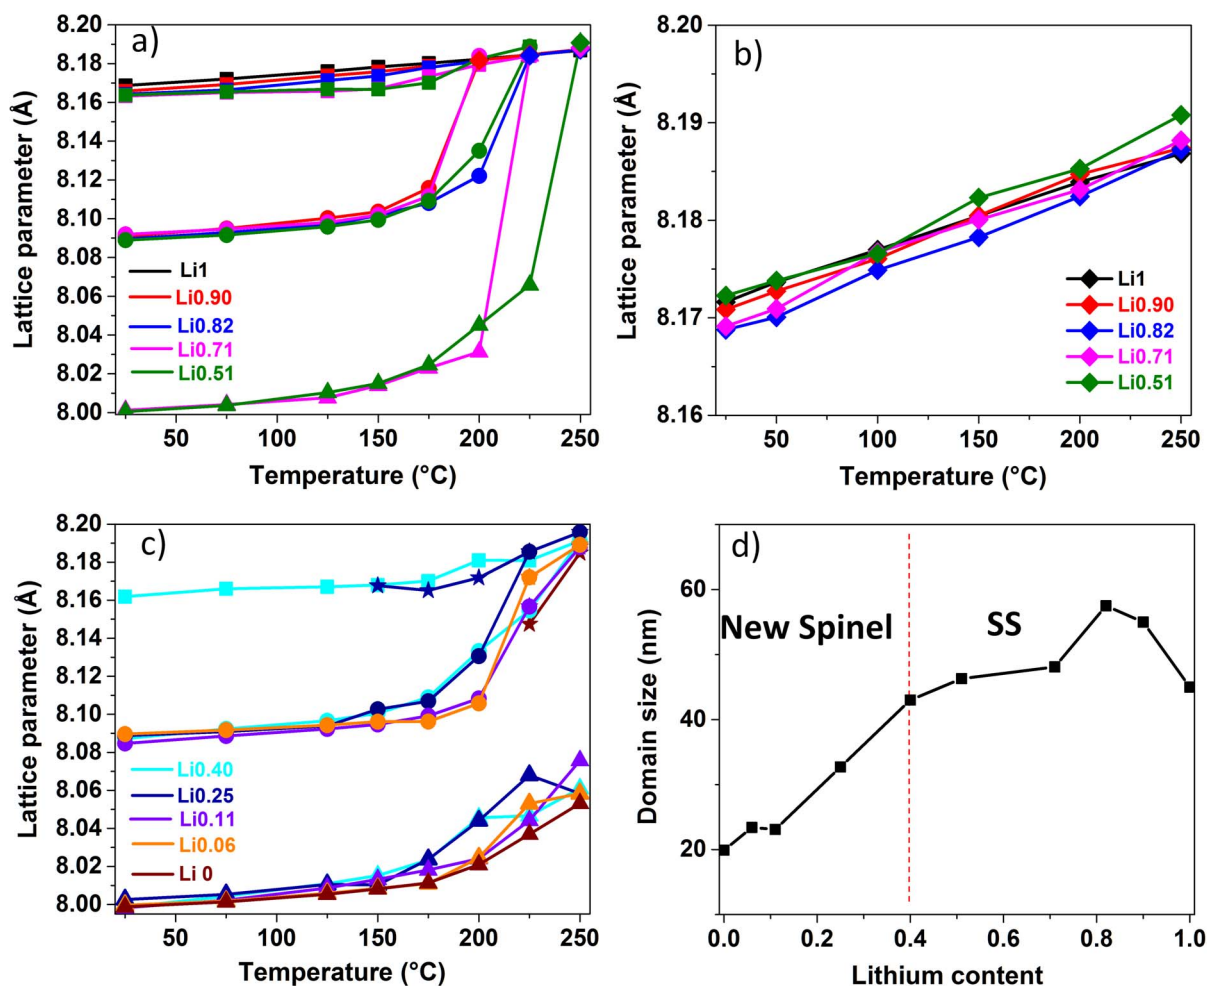 a)
8.20
8.18
8.16
8.14
8.12
8.10
8.08
8.06
8.04
8.02
8.00
Lattice parameter (Å)
Li1
Li0.90
Li0.82
Li0.71
Li0.51
50 100 150 200 250
Temperature (°C)
b)
8.20
8.19
8.18
8.17
8.16
Lattice parameter (Å)
Li1
Li0.90
Li0.82
Li0.71
Li0.51
50 100 150 200 250
Temperature (°C)
c)
8.20
8.18
8.16
8.14
8.12
8.10
8.08
8.06
8.04
8.02
8.00
Lattice parameter (Å)
Li0.40
Li0.25
Li0.11
Li0.06
Li 0
50 100 150 200 250
Temperature (°C)
d)
60
40
20
Domain size (nm)
New Spinel SS
0.0 0.2 0.4 0.6 0.8 1.0
Lithium content